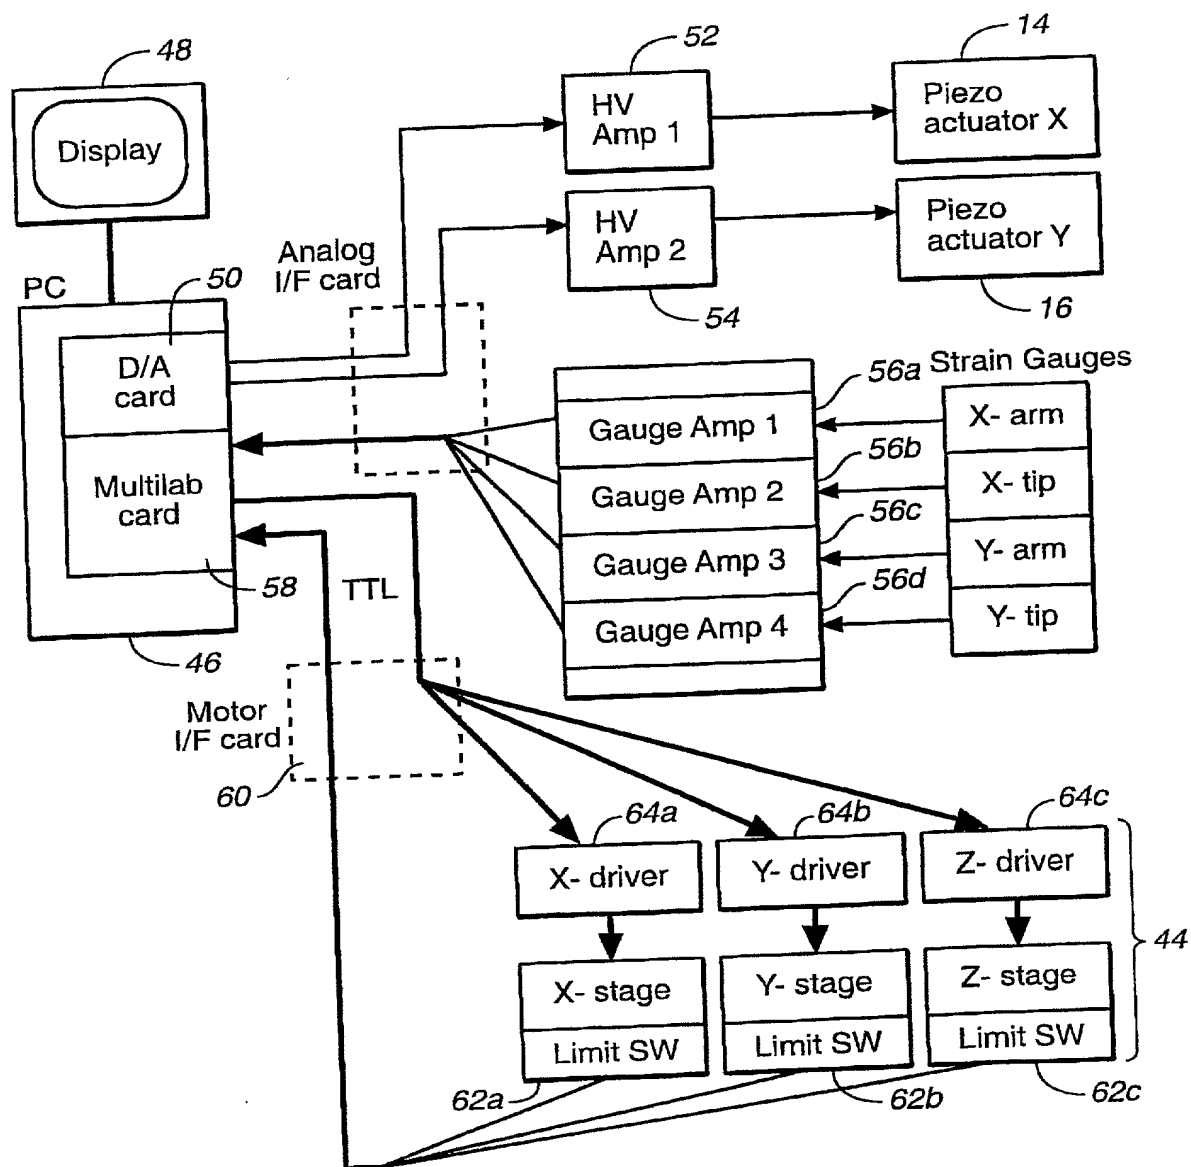 48
Display
PC
50
D/A
card
Multilab
card
58
46
Analog
I/F card
52
HV
Amp 1
HV
Amp 2
54
14
Piezo
actuator X
Piezo
actuator Y
16
Strain Gauges
56a
Gauge Amp 1
X- arm
56b
Gauge Amp 2
X- tip
56c
Gauge Amp 3
Y- arm
56d
Gauge Amp 4
Y- tip
TTL
Motor
I/F card
60
64a
X- driver
64b
Y- driver
64c
Z- driver
44
X- stage
Limit SW
62a
Y- stage
Limit SW
62b
Z- stage
Limit SW
62c